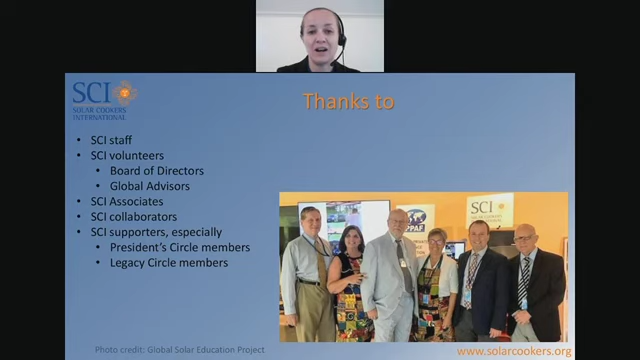 SCI
SOLAR COOKERS
INTERNATIONAL
Thanks to
• SCI staff
• SCI volunteers
• Board of Directors
• Global Advisors
• SCI Associates
• SCI collaborators
• SCI supporters, especially
• President's Circle members
• Legacy Circle members
PPAF
SCI
Photo credit: Global Solar Education Project
www.solarcookers.org